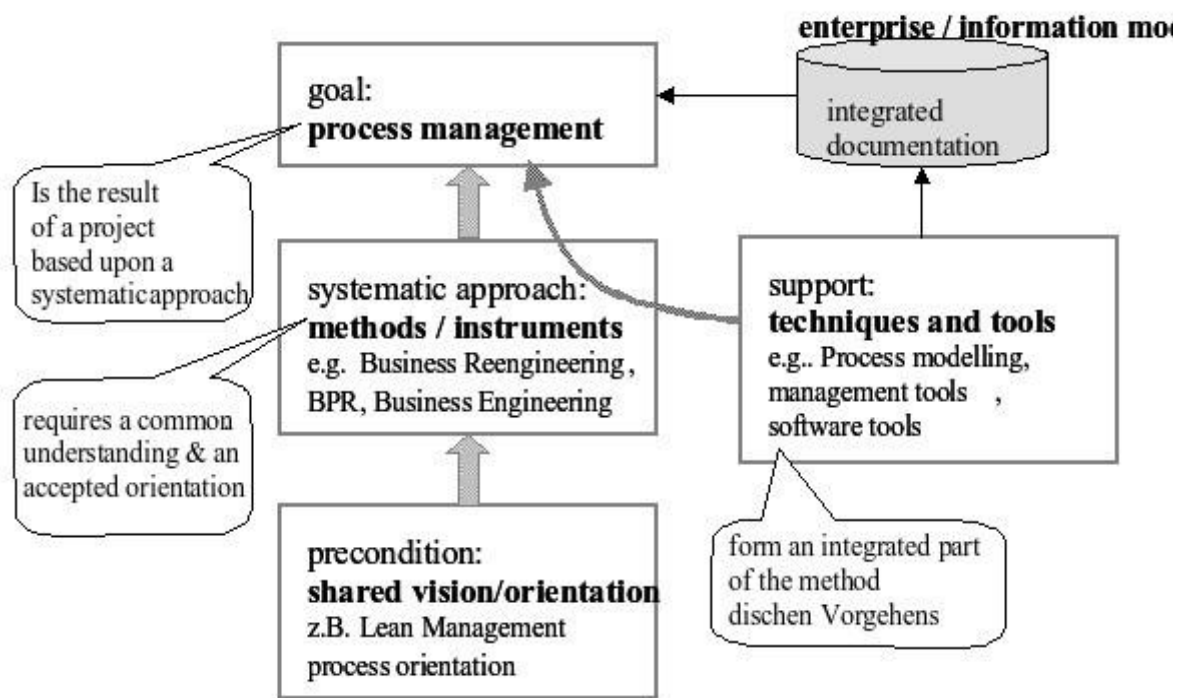 enterprise / information mo
goal:
process management
integrated
documentation
Is the result
of a project
based upon a
systematic approach
systematic approach:
methods / instruments
e.g. Business Reengineering ,
BPR, Business Engineering
support:
techniques and tools
e.g.. Process modelling,
management tools ,
software tools
requires a common
understanding & an
accepted orientation
precondition:
shared vision/orientation
z.B. Lean Management
process orientation
form an integrated part
of the method
dischen Vorgehens